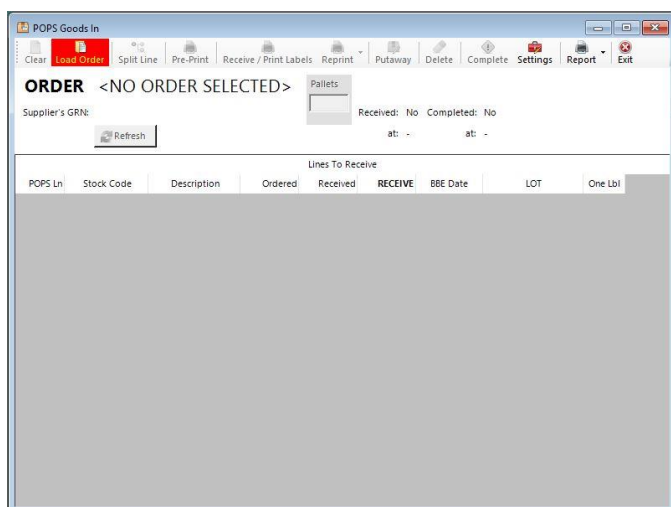 POPS Goods In
Clear Load Order Split Line Pre-Print Receive / Print Labels Reprint Putaway Delete Complete Settings Report Exit
ORDER <NO ORDER SELECTED> Pallets
Supplier's GRN: Received: No Completed: No
Refresh at: - at: -
Lines To Receive
POPS Ln Stock Code Description Ordered Received RECEIVE BBE Date LOT One Lbl